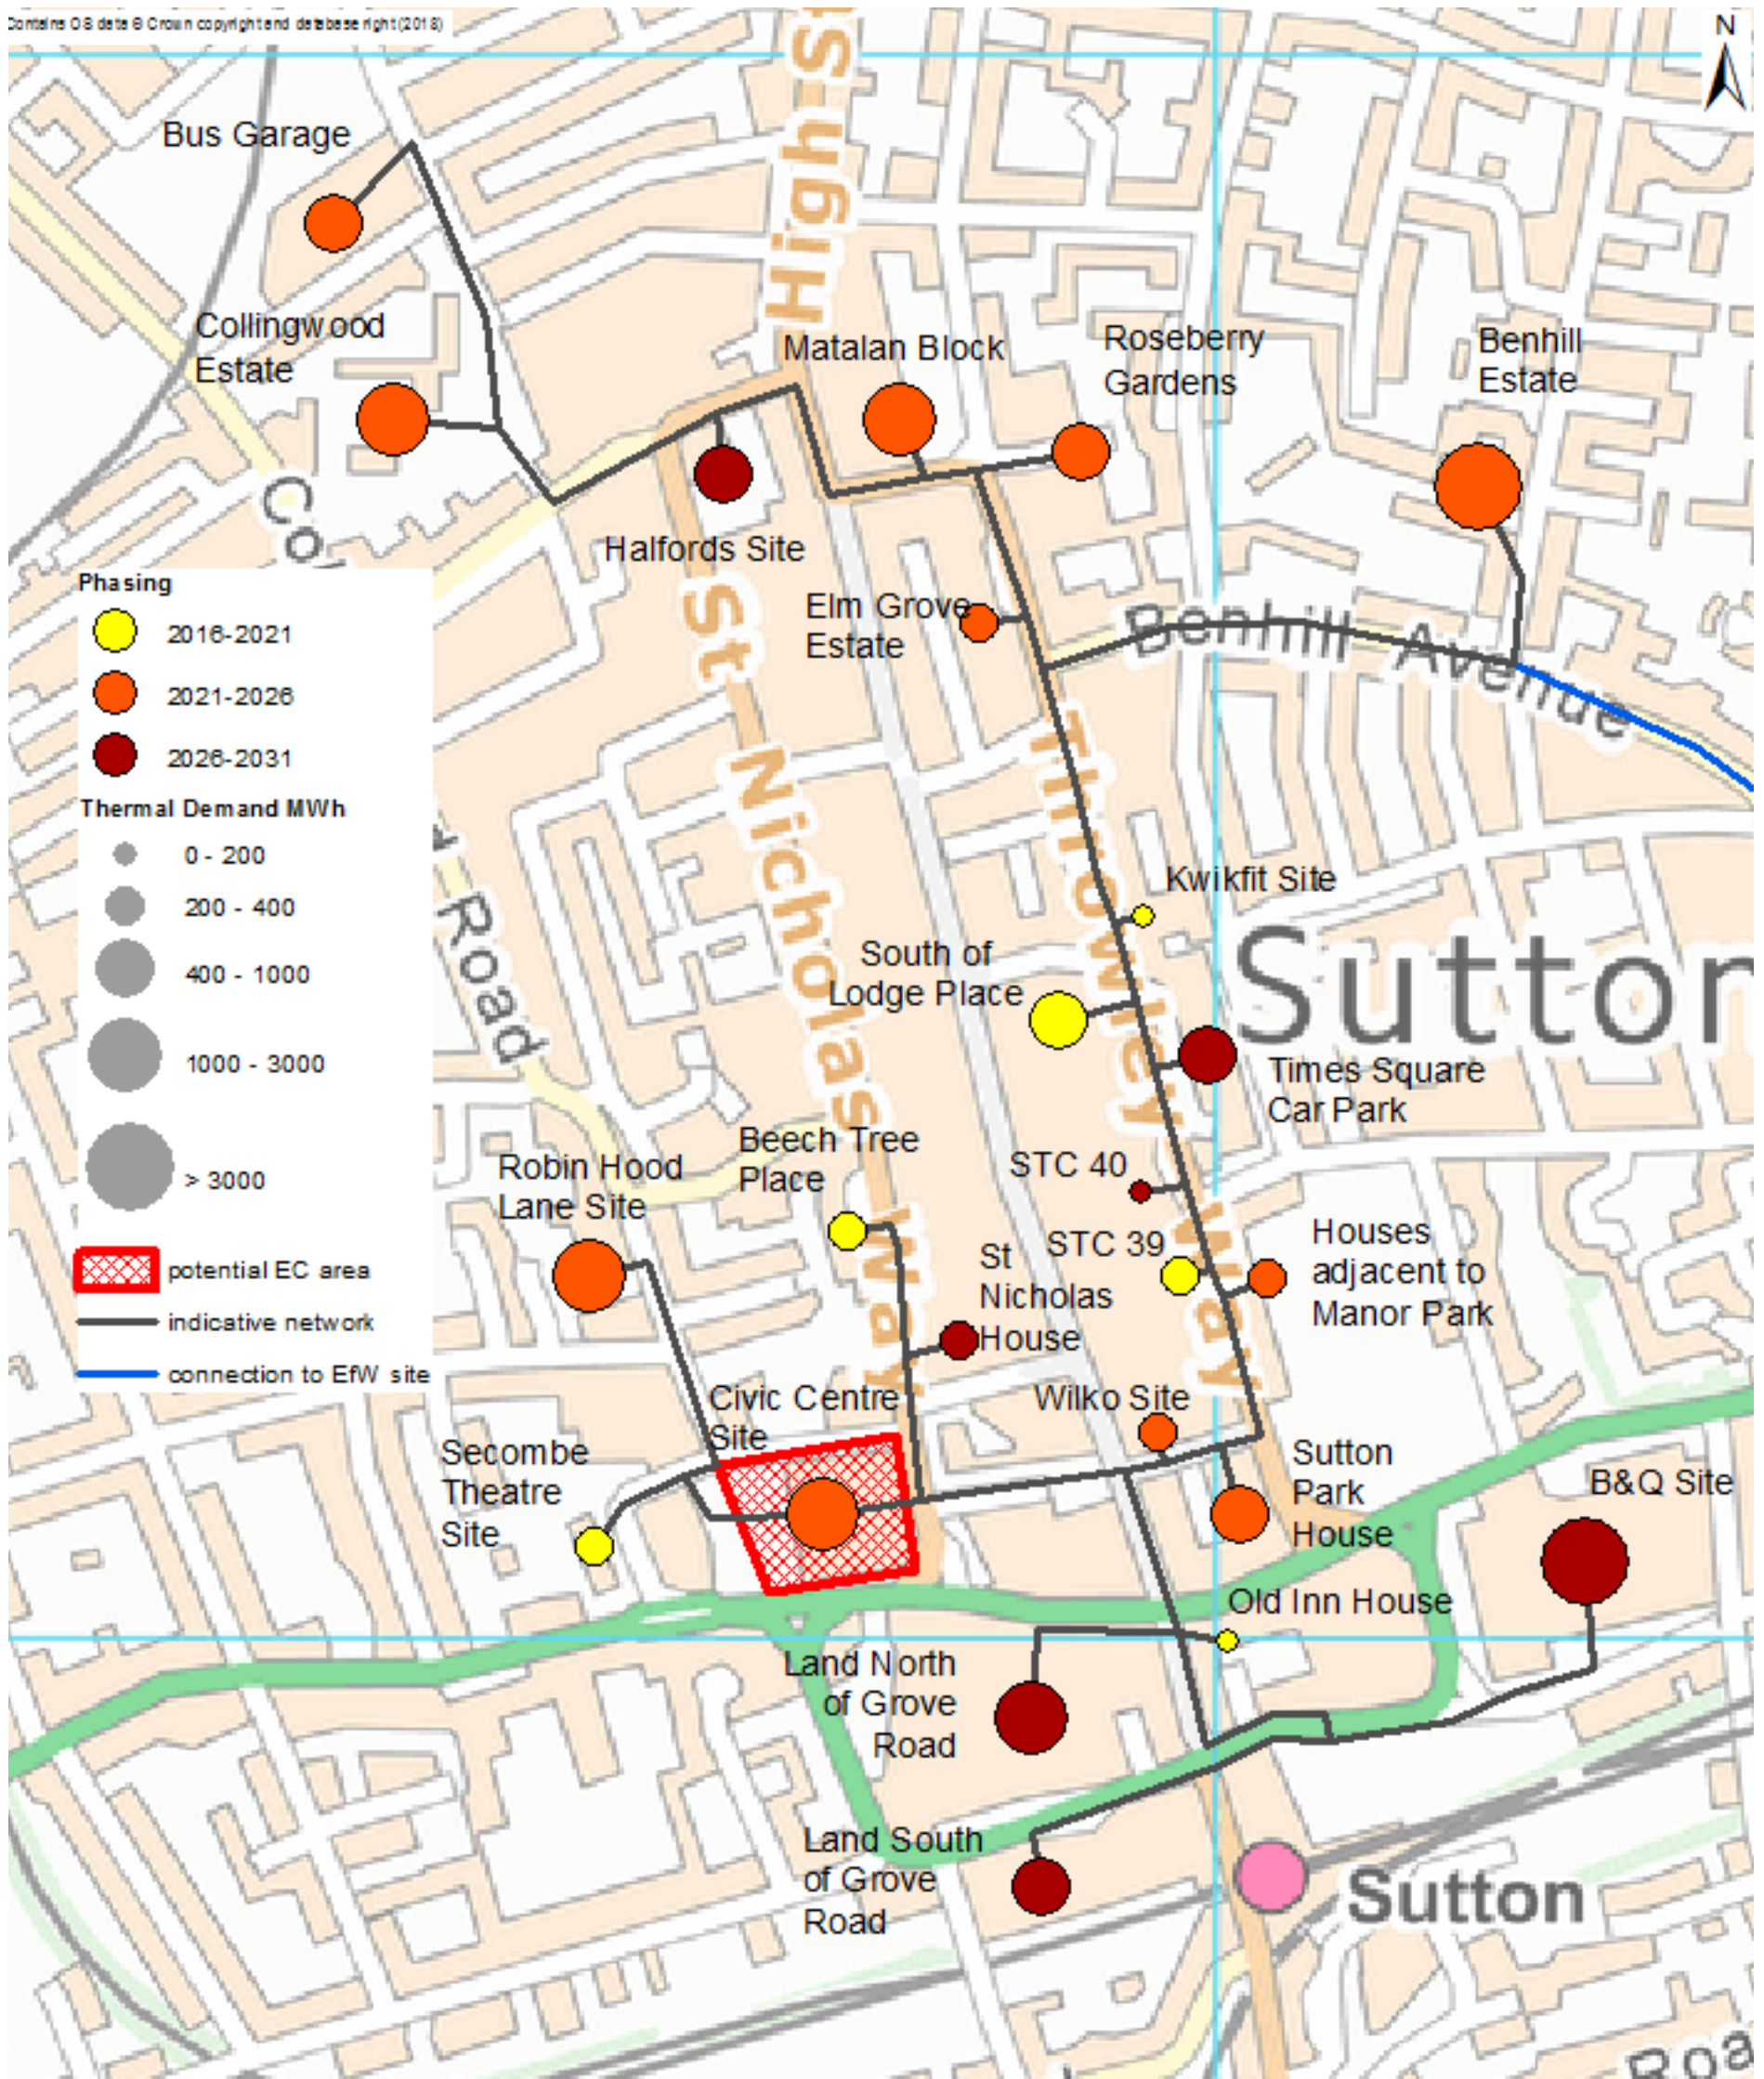 Contains OS data © Crown copyright and database right (2018)
N
High St
Bus Garage
Collingwood
Estate
Matalan Block
Roseberry
Gardens
Benhill
Estate
Halfords Site
Elm Grove
Estate
Benhill Avenue
St Nicholas Way
Throwley Way
Road
Phasing
2016-2021
2021-2026
2026-2031
Thermal Demand MWh
0 - 200
200 - 400
400 - 1000
1000 - 3000
> 3000
potential EC area
indicative network
connection to EfW site
Kwikfit Site
South of
Lodge Place
Sutton
Times Square
Car Park
Beech Tree
Place
Robin Hood
Lane Site
STC 40
STC 39
St
Nicholas
House
Houses
adjacent to
Manor Park
Civic Centre
Site
Wilko Site
Secombe
Theatre
Site
Sutton
Park
House
B&Q Site
Old Inn House
Land North
of Grove
Road
Land South
of Grove
Road
Sutton
Roa